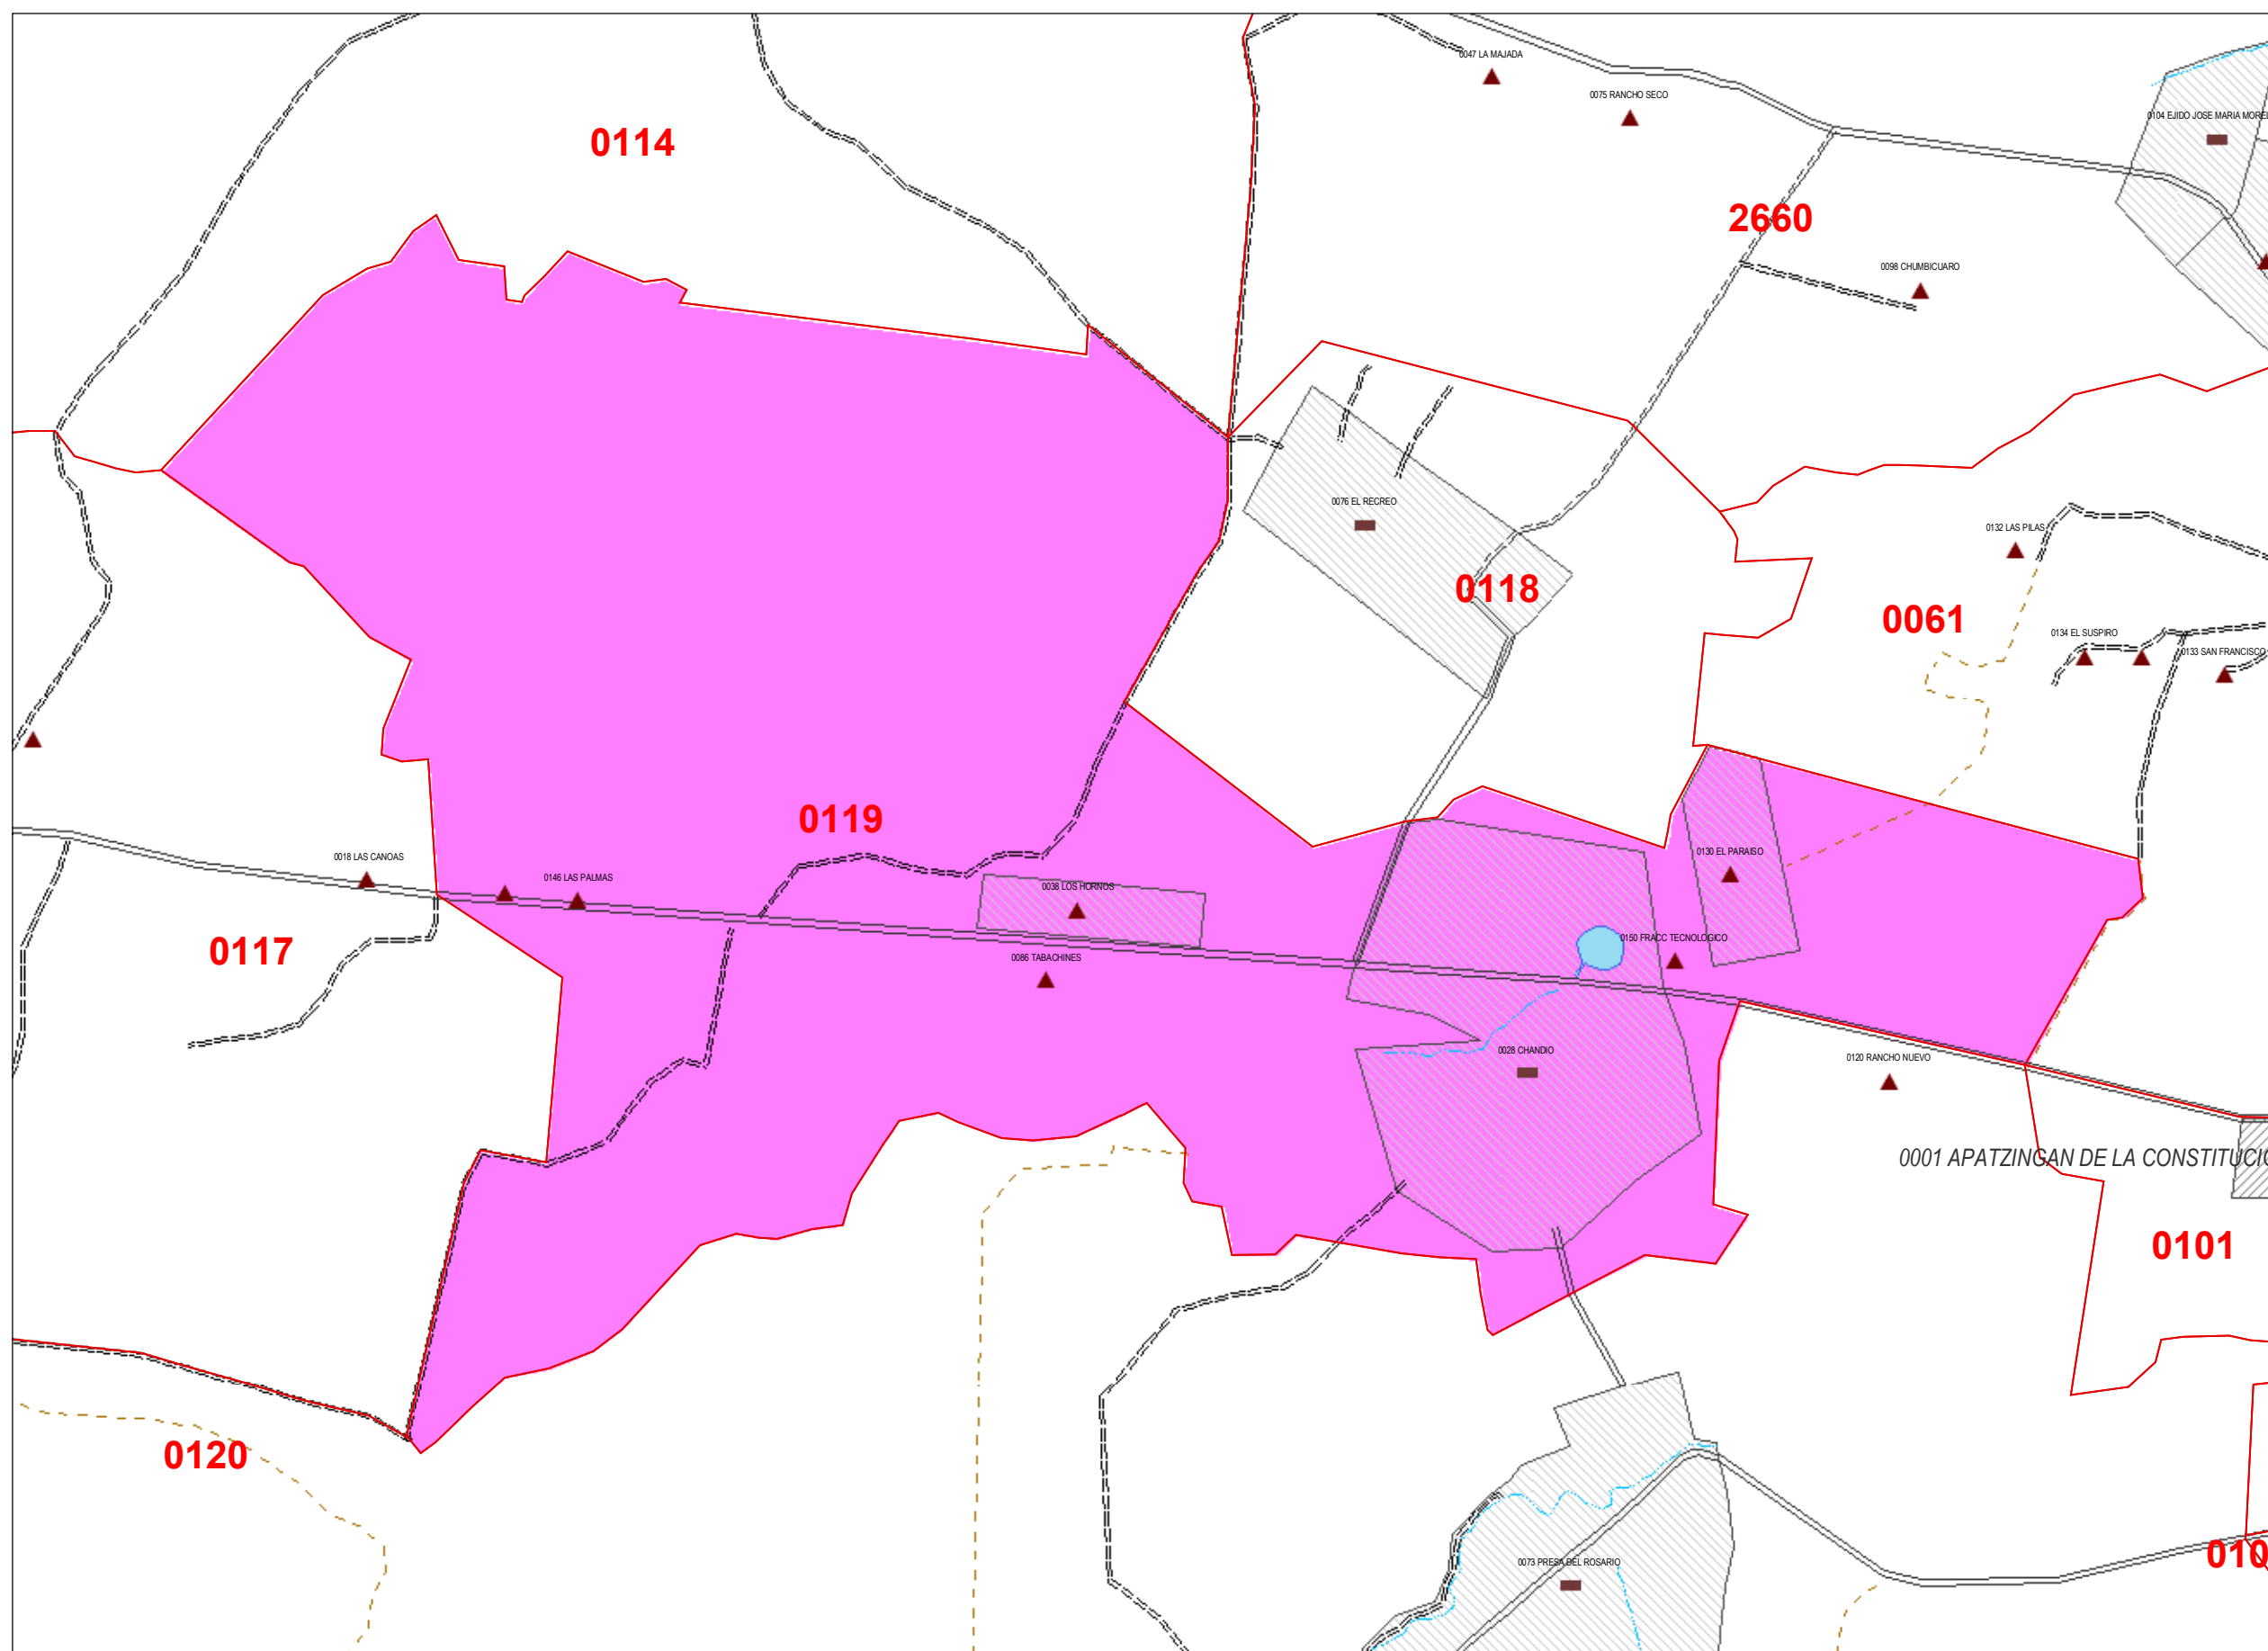 0047 LA MAJADA
0075 RANCHO SECO
0104 EJIDO JOSE MARIA MOREL
0114
2660
0098 CHUMBICUARO
0076 EL RECREO
0132 LAS PILAS
0118
0061
0134 EL SUSPIRO
0133 SAN FRANCISCO
0119
0018 LAS CANOAS
0146 LAS PALMAS
0038 LOS HORNOS
0130 EL PARAISO
0117
0150 FRACC TECNOLOGICO
0086 TABACHINES
0028 CHANDIO
0120 RANCHO NUEVO
0001 APATZINGAN DE LA CONSTITUCIO
0101
0120
0073 PRESA DEL ROSARIO
010